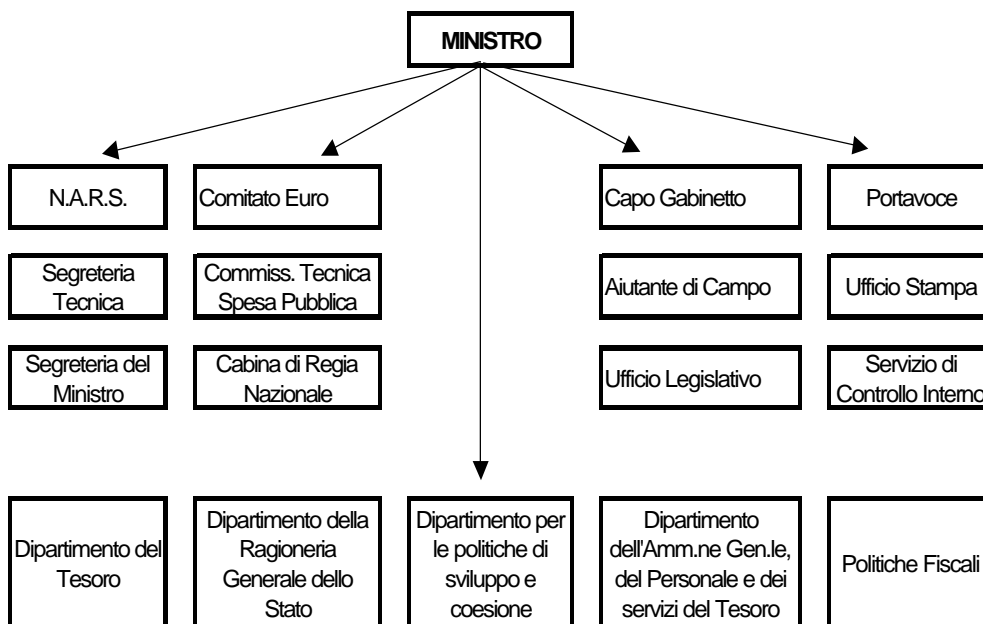 MINISTRO
N.A.R.S.
Comitato Euro
Capo Gabinetto
Portavoce
Segreteria
Tecnica
Commiss. Tecnica
Spesa Pubblica
Aiutante di Campo
Ufficio Stampa
Segreteria del
Ministro
Cabina di Regia
Nazionale
Ufficio Legislativo
Servizio di
Controllo Interno
Dipartimento del
Tesoro
Dipartimento della
Ragioneria
Generale dello
Stato
Dipartimento per
le politiche di
sviluppo e
coesione
Dipartimento
dell'Amm.ne Gen.le,
del Personale e dei
servizi del Tesoro
Politiche Fiscali